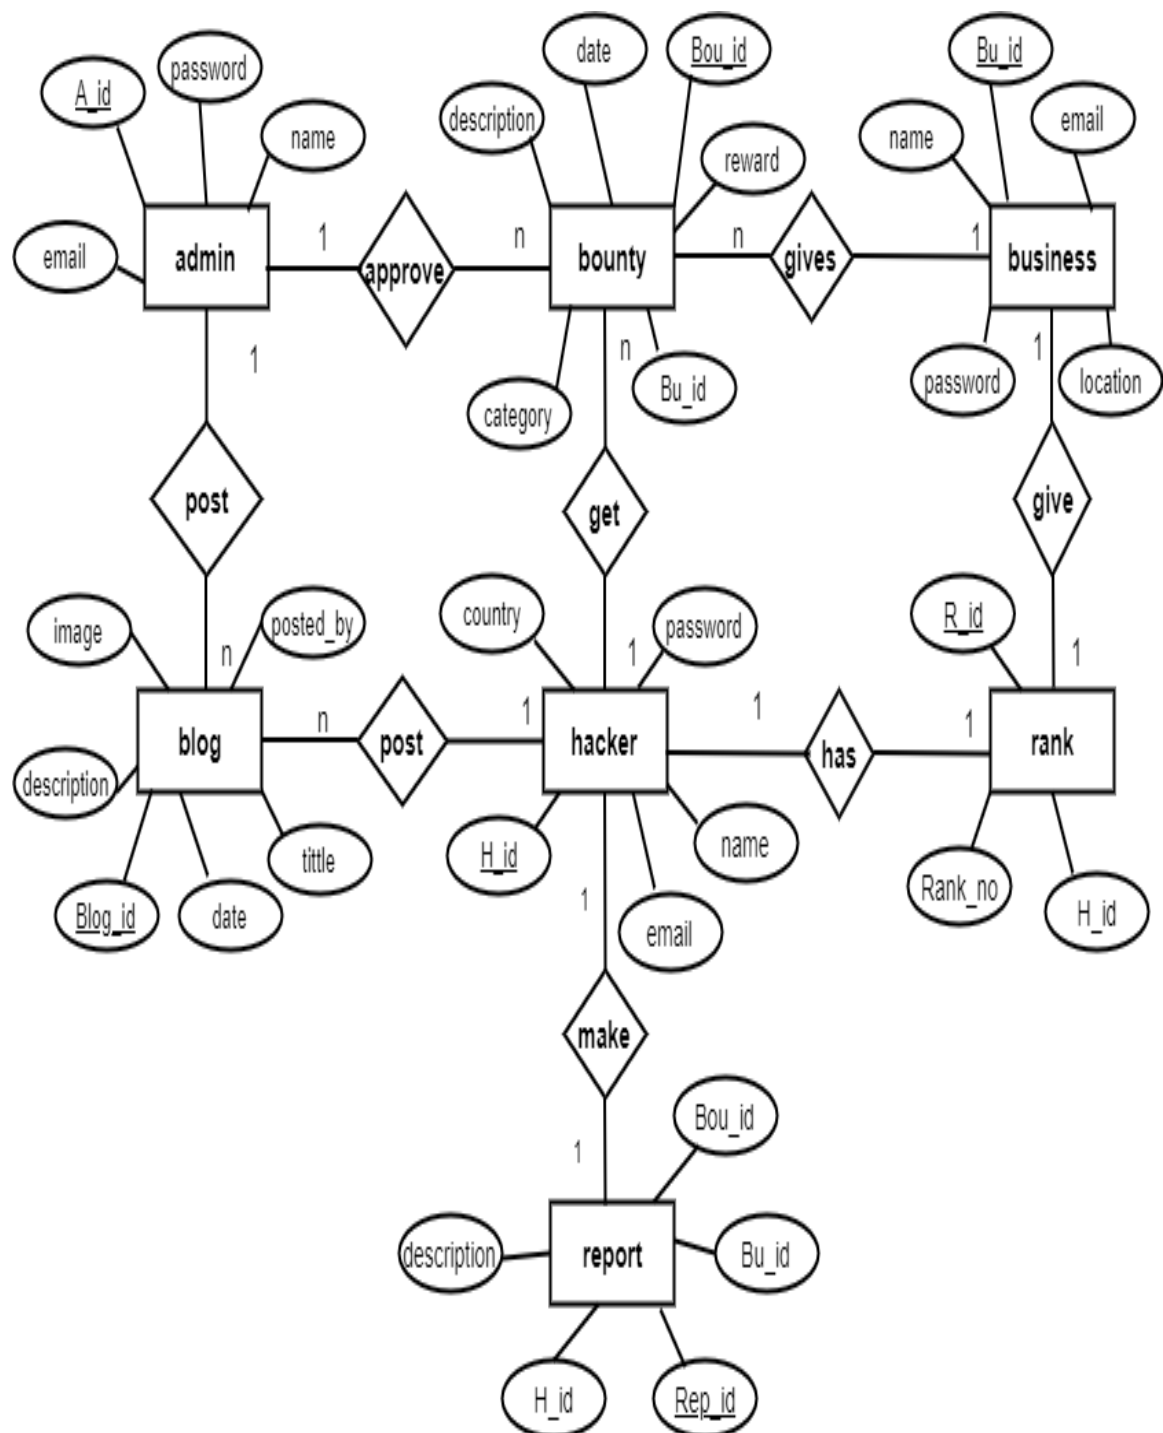 date
Bou_id
Bu_id
password
A_id
description
email
name
name
reward
admin
1
approve
n
bounty
n
gives
1
business
email
1
n
Bu_id
category
1
password
location
post
get
give
image
posted_by
country
password
R_id
n
1
1
blog
n
post
1
hacker
1
has
1
rank
description
tittle
H_id
name
Blog_id
date
1
email
Rank_no
H_id
make
1
Bou_id
description
report
Bu_id
H_id
Rep_id